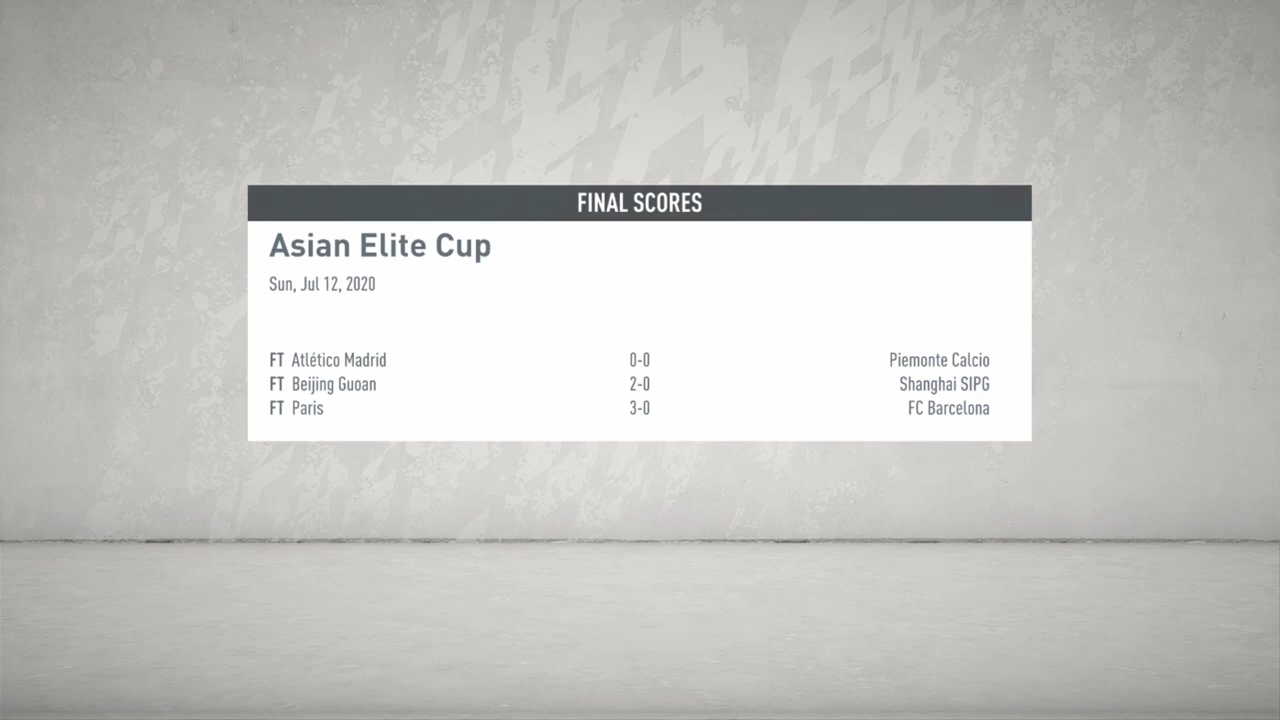 FINAL SCORES
Asian Elite Cup
Sun, Jul 12, 2020
FT Atlético Madrid 0-0 Piemonte Calcio
FT Beijing Guoan 2-0 Shanghai SIPG
FT Paris 3-0 FC Barcelona